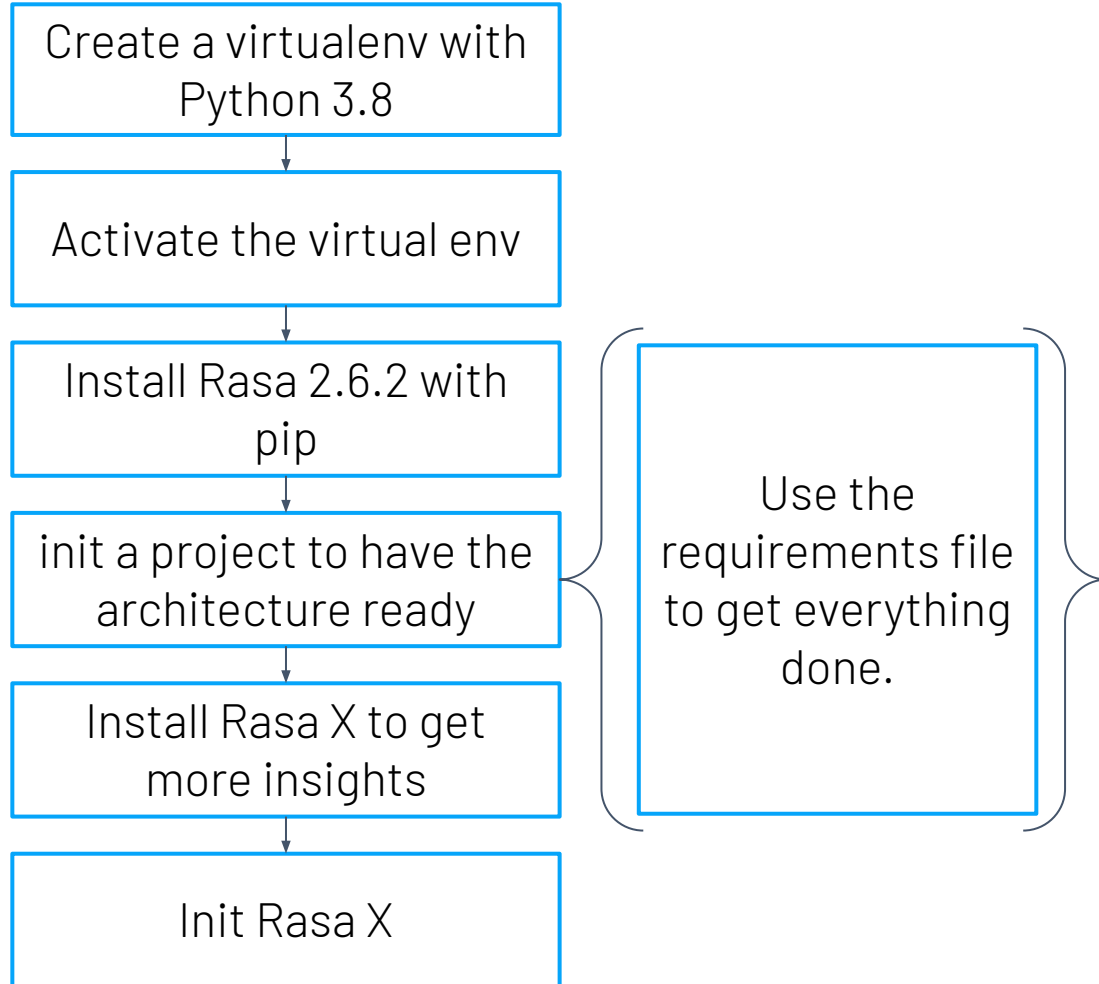 Create a virtualenv with
Python 3.8
Activate the virtual env
Install Rasa 2.6.2 with
pip
init a project to have the
architecture ready
Install Rasa X to get
more insights
Init Rasa X
Use the
requirements file
to get everything
done.